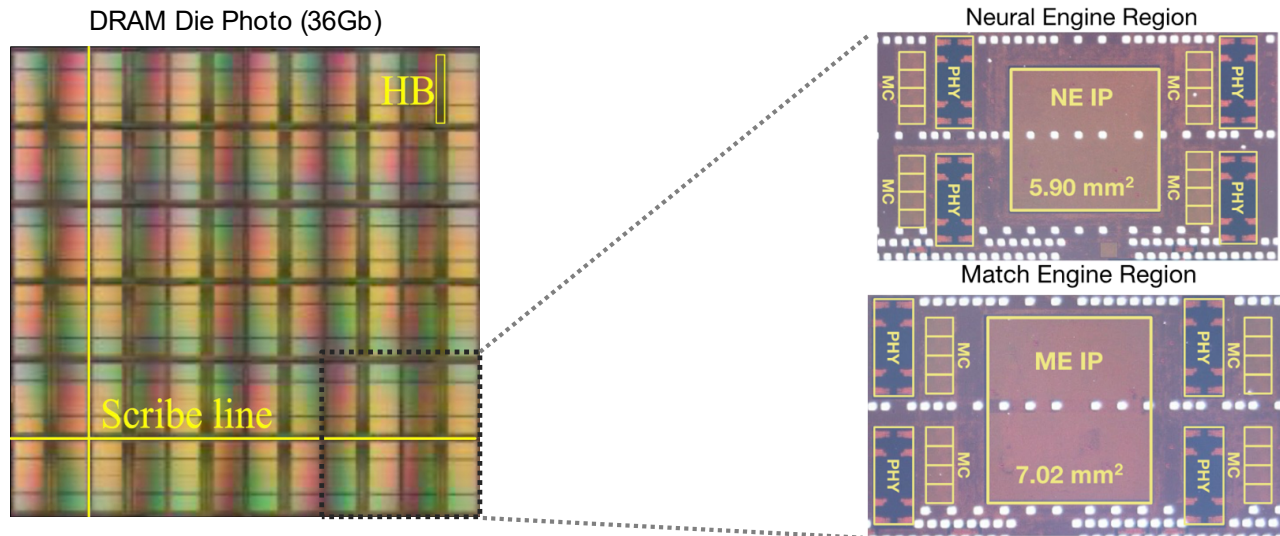 DRAM Die Photo (36Gb)
HB
Scribe line
Neural Engine Region
MC
PHY
MC
PHY
NE IP
5.90 mm²
MC
PHY
MC
PHY
Match Engine Region
PHY
MC
PHY
MC
ME IP
7.02 mm²
PHY
MC
PHY
MC